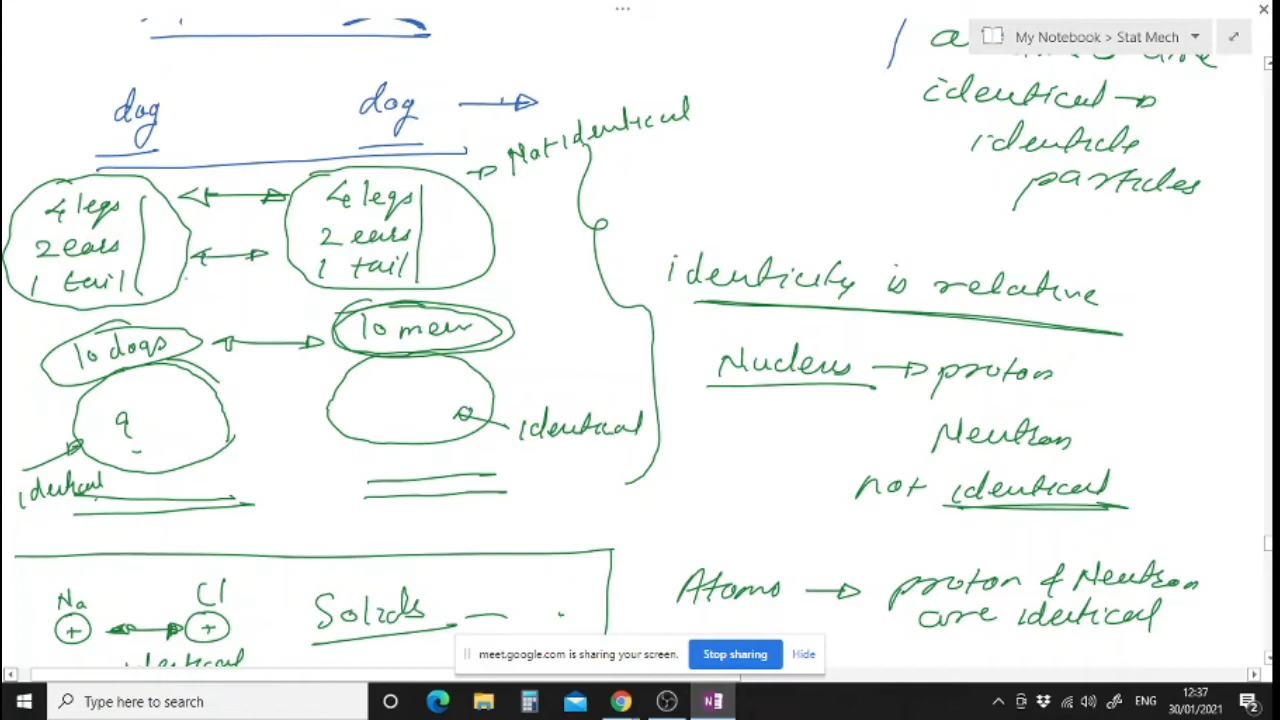 My Notebook > Stat Mech
dog dog
Not identical
4 legs 4 legs
2 ears 2 ears
1 tail 1 tail
10 dogs 10 men
9
identical
identical
Na Cl
+ +
Solids
identical
identical
identicle
particles
identicity is relative
Nucleus → proton
Neutron
not identical
Atoms → proton & Neutron
are identical
meet.google.com is sharing your screen. Stop sharing Hide
Type here to search
ENG
12:37
30/01/2021
2